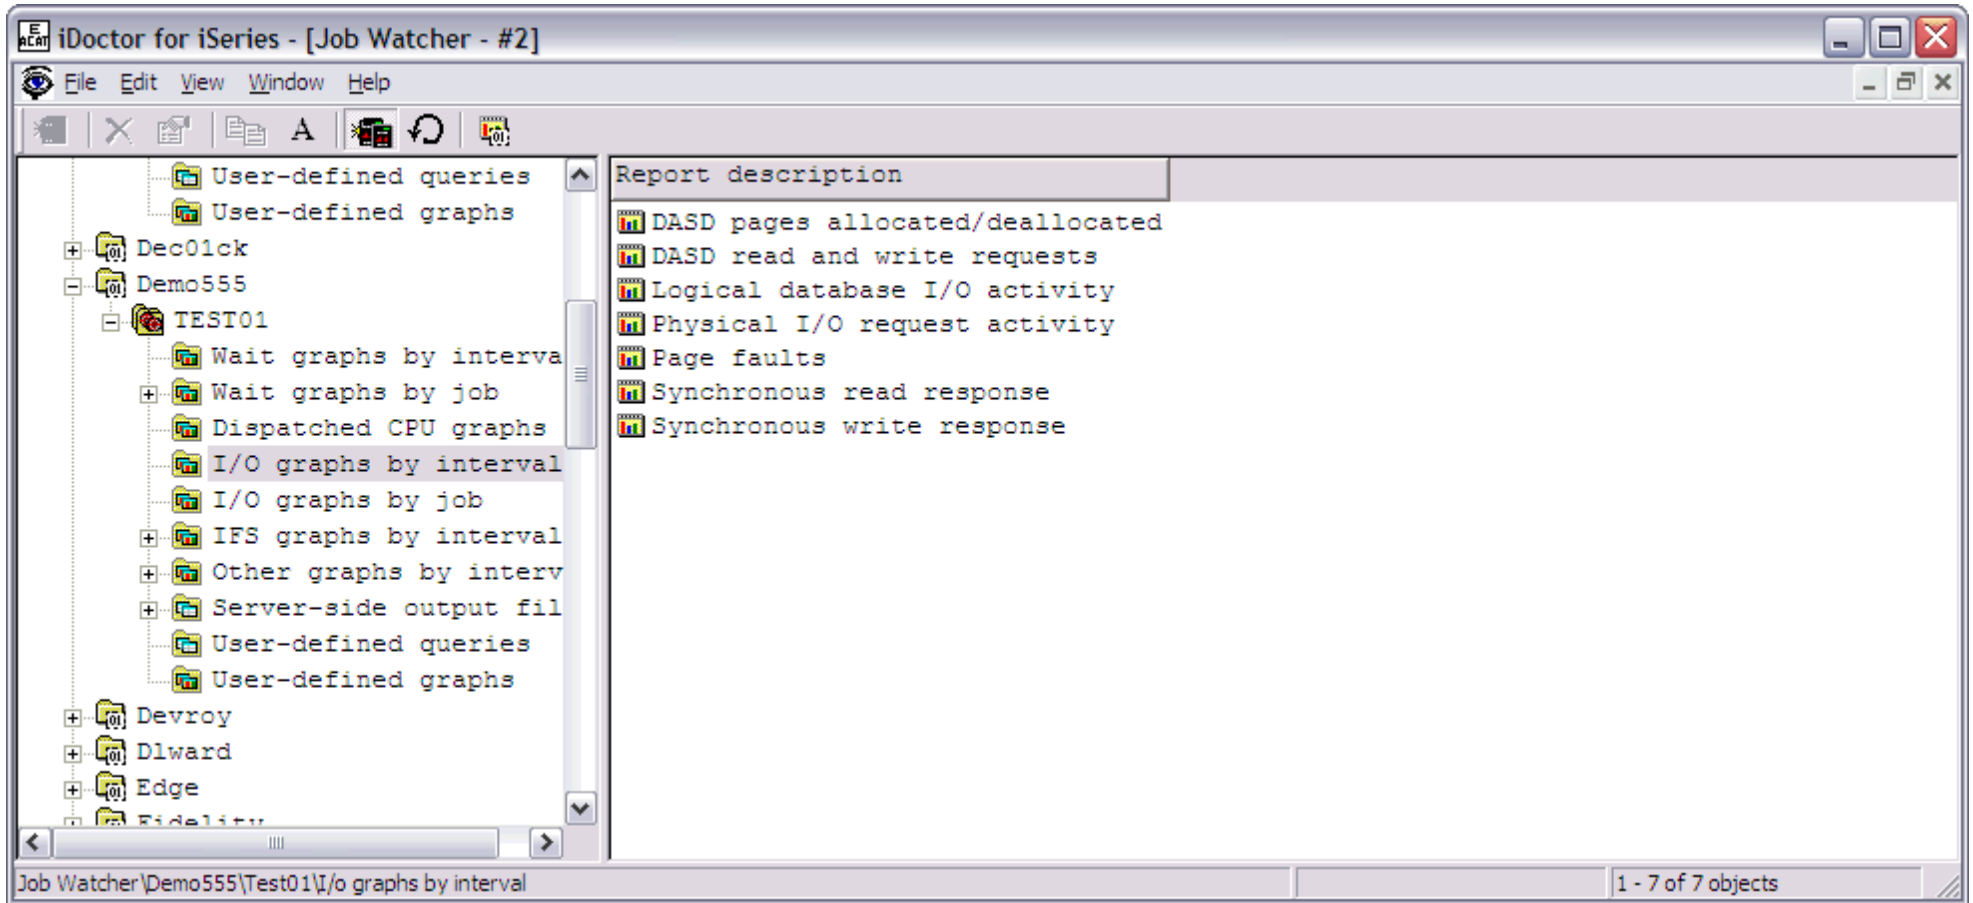 iDoctor for iSeries - [Job Watcher - #2]
File Edit View Window Help
User-defined queries
User-defined graphs
Dec01ck
Demo555
TEST01
Wait graphs by interva
Wait graphs by job
Dispatched CPU graphs
I/O graphs by interval
I/O graphs by job
IFS graphs by interval
Other graphs by interv
Server-side output fil
User-defined queries
User-defined graphs
Devroy
Dlward
Edge
Fidelity
Report description
DASD pages allocated/deallocated
DASD read and write requests
Logical database I/O activity
Physical I/O request activity
Page faults
Synchronous read response
Synchronous write response
Job Watcher\Demo555\Test01\I/o graphs by interval
1 - 7 of 7 objects